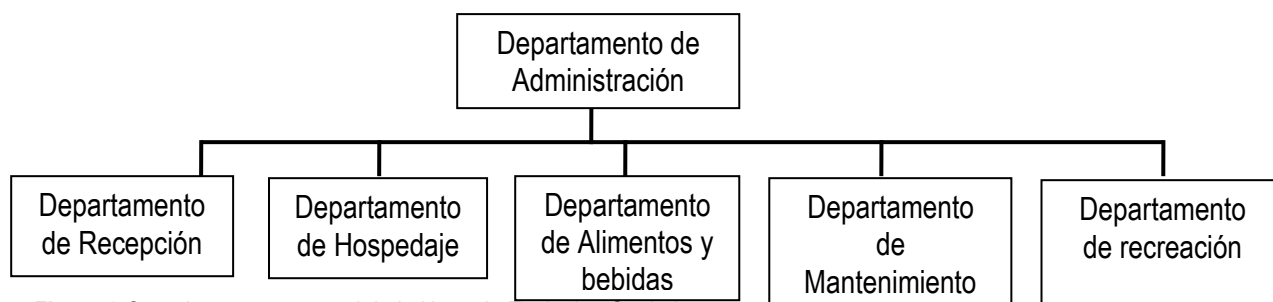 Departamento de
Administración
Departamento
de Recepción
Departamento
de Hospedaje
Departamento
de Alimentos y
bebidas
Departamento
de
Mantenimiento
Departamento
de recreación